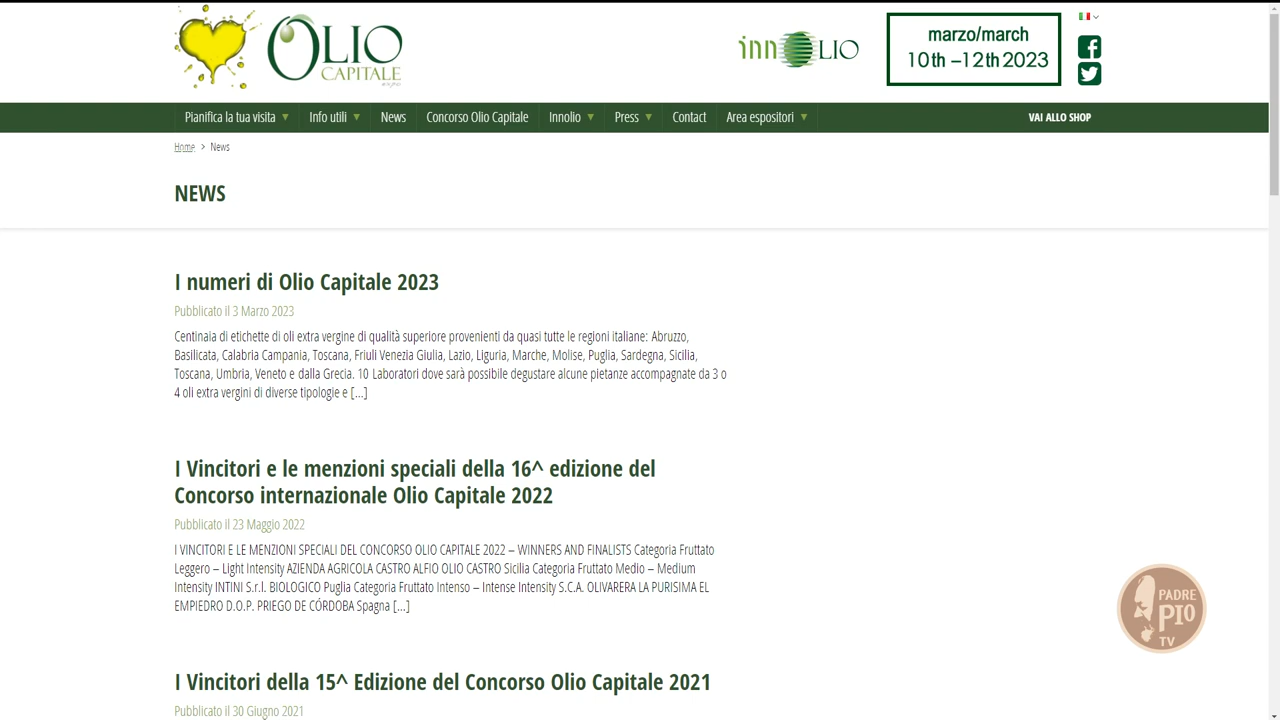 OLIO
CAPITALE
innOLIO
marzo/march
10th –12th 2023
Pianifica la tua visita
Info utili
News
Concorso Olio Capitale
Innolio
Press
Contact
Area espositori
VAI ALLO SHOP
Home > News
NEWS
I numeri di Olio Capitale 2023
Pubblicato il 3 Marzo 2023
Centinaia di etichette di oli extra vergine di qualità superiore provenienti da quasi tutte le regioni italiane: Abruzzo,
Basilicata, Calabria Campania, Toscana, Friuli Venezia Giulia, Lazio, Liguria, Marche, Molise, Puglia, Sardegna, Sicilia,
Toscana, Umbria, Veneto e dalla Grecia. 10 Laboratori dove sarà possibile degustare alcune pietanze accompagnate da 3 o
4 oli extra vergini di diverse tipologie e [...]
I Vincitori e le menzioni speciali della 16^ edizione del
Concorso internazionale Olio Capitale 2022
Pubblicato il 23 Maggio 2022
I VINCITORI E LE MENZIONI SPECIALI DEL CONCORSO OLIO CAPITALE 2022 – WINNERS AND FINALISTS Categoria Fruttato
Leggero – Light Intensity AZIENDA AGRICOLA CASTRO ALFIO OLIO CASTRO Sicilia Categoria Fruttato Medio – Medium
Intensity INTINI S.r.l. BIOLOGICO Puglia Categoria Fruttato Intenso – Intense Intensity S.C.A. OLIVARERA LA PURISIMA EL
EMPIEDRO D.O.P. PRIEGO DE CÓRDOBA Spagna [...]
PADRE
PIO
TV
I Vincitori della 15^ Edizione del Concorso Olio Capitale 2021
Pubblicato il 30 Giugno 2021